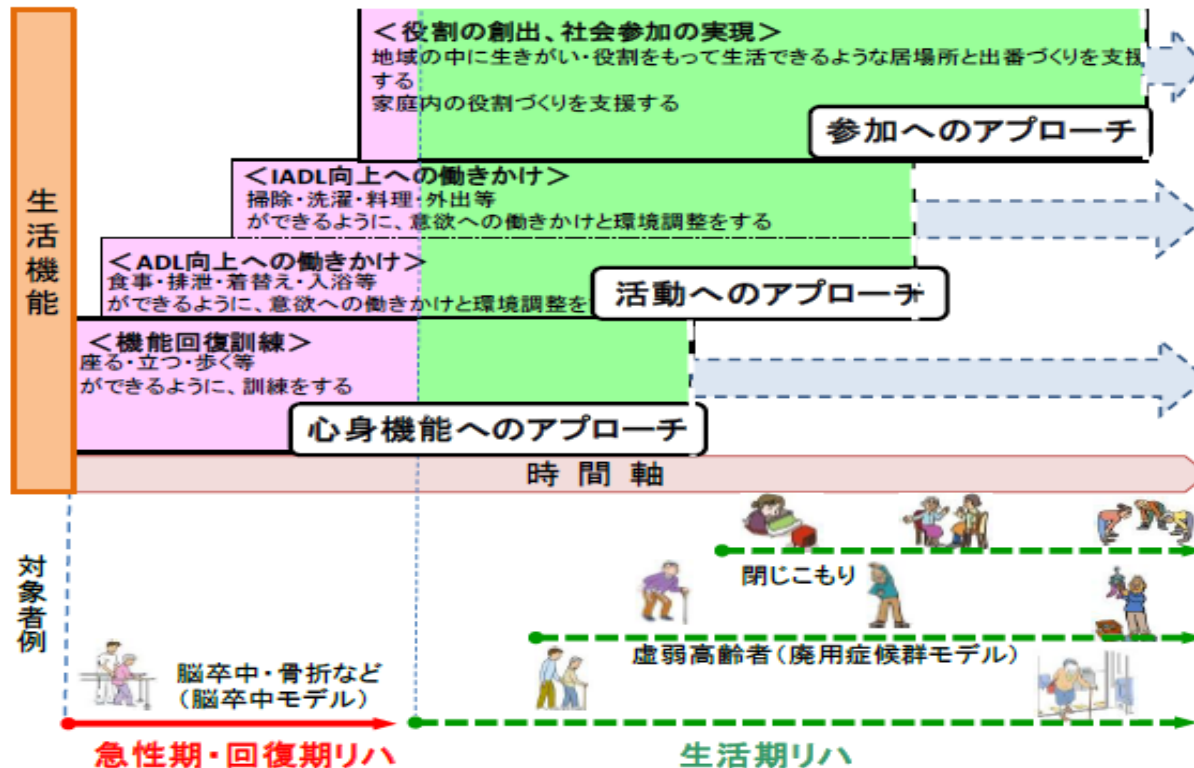 ＜役割の創出、社会参加の実現＞
地域の中に生きがい・役割をもって生活できるような居場所と出番づくりを支援
する
家庭内の役割づくりを支援する
参加へのアプローチ
＜IADL向上への働きかけ＞
掃除・洗濯・料理・外出等
ができるように、意欲への働きかけと環境調整をする
＜ADL向上への働きかけ＞
食事・排泄・着替え・入浴等
ができるように、意欲への働きかけと環境調整を
活動へのアプローチ
＜機能回復訓練＞
座る・立つ・歩く等
ができるように、訓練をする
心身機能へのアプローチ
生活機能
時間軸
対象者例
閉じこもり
虚弱高齢者（廃用症候群モデル）
脳卒中・骨折など
（脳卒中モデル）
急性期・回復期リハ
生活期リハ